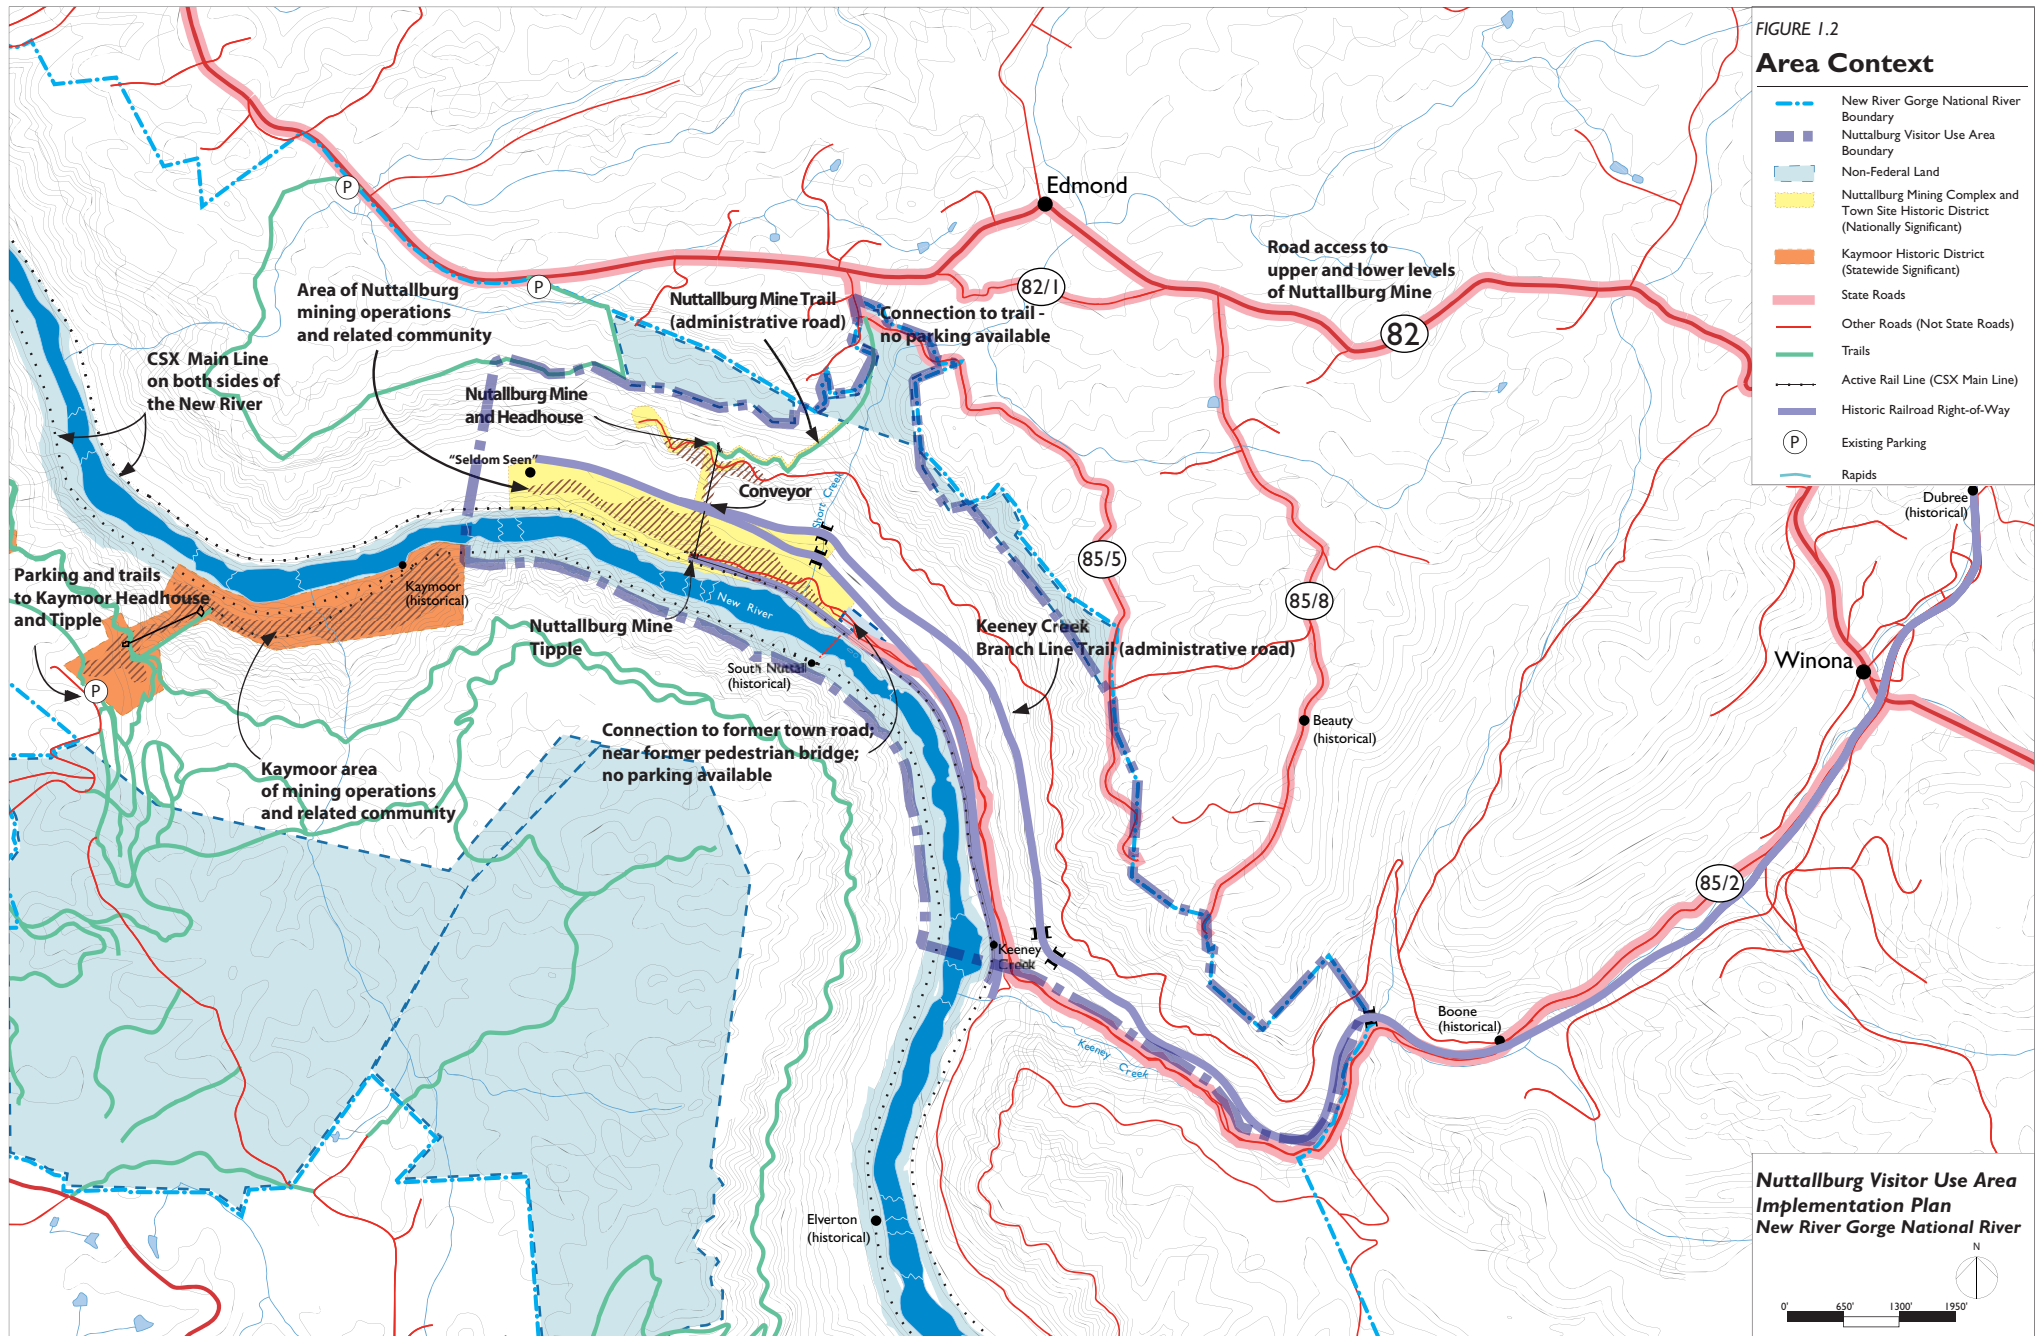 FIGURE 1.2
Area Context
New River Gorge National River
Boundary
Nuttalburg Visitor Use Area
Boundary
Non-Federal Land
Nuttallburg Mining Complex and
Town Site Historic District
(Nationally Significant)
Kaymoor Historic District
(Statewide Significant)
State Roads
Other Roads (Not State Roads)
Trails
Active Rail Line (CSX Main Line)
Historic Railroad Right-of-Way
P
Existing Parking
Rapids
P
Edmond
Road access to
upper and lower levels
of Nuttallburg Mine
82/1
82
P
Area of Nuttallburg
mining operations
and related community
Nuttallburg Mine Trail
(administrative road)
Connection to trail -
no parking available
CSX Main Line
on both sides of
the New River
Nutallburg Mine
and Headhouse
"Seldom Seen"
Conveyor
Short Creek
Dubree
(historical)
85/5
85/8
Parking and trails
to Kaymoor Headhouse
and Tipple
Kaymoor
(historical)
New River
Nuttallburg Mine
Tipple
South Nuttall
(historical)
Keeney Creek
Branch Line Trail (administrative road)
Winona
P
Beauty
(historical)
Connection to former town road;
near former pedestrian bridge;
no parking available
Kaymoor area
of mining operations
and related community
85/2
Keeney
Creek
Boone
(historical)
Keeney
Creek
Elverton
(historical)
Nuttallburg Visitor Use Area
Implementation Plan
New River Gorge National River
N
0' 650' 1300' 1950'